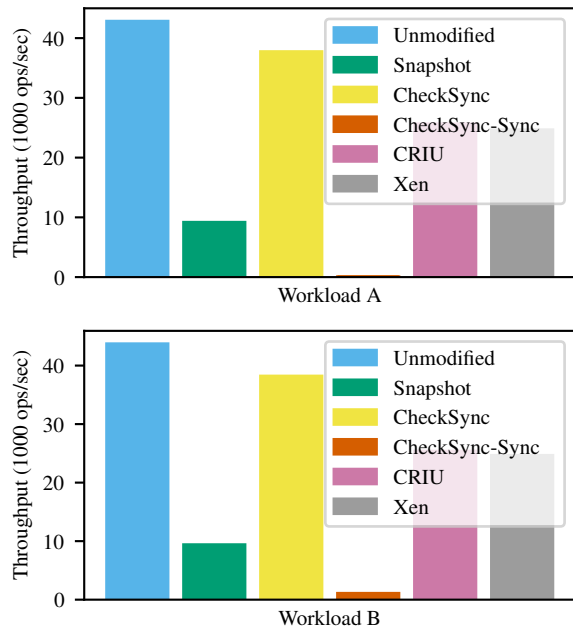 Throughput (1000 ops/sec)
40
30
20
10
0
Unmodified
Snapshot
CheckSync
CheckSync-Sync
CRIU
Xen
Workload A
Throughput (1000 ops/sec)
40
30
20
10
0
Unmodified
Snapshot
CheckSync
CheckSync-Sync
CRIU
Xen
Workload B